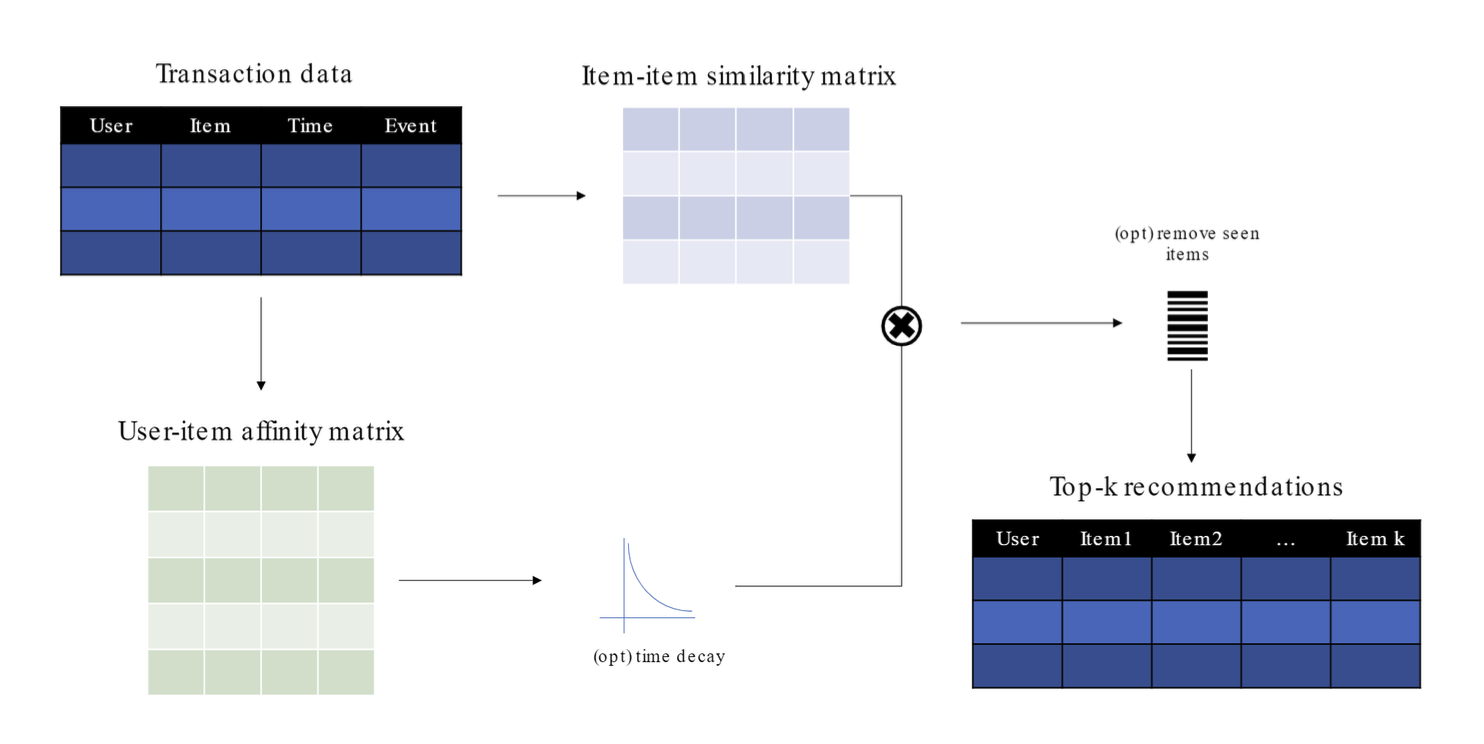 Transaction data
User Item Time Event
Item-item similarity matrix
(opt) remove seen
items
User-item affinity matrix
(opt) time decay
Top-k recommendations
User Item1 Item2 ... Item k